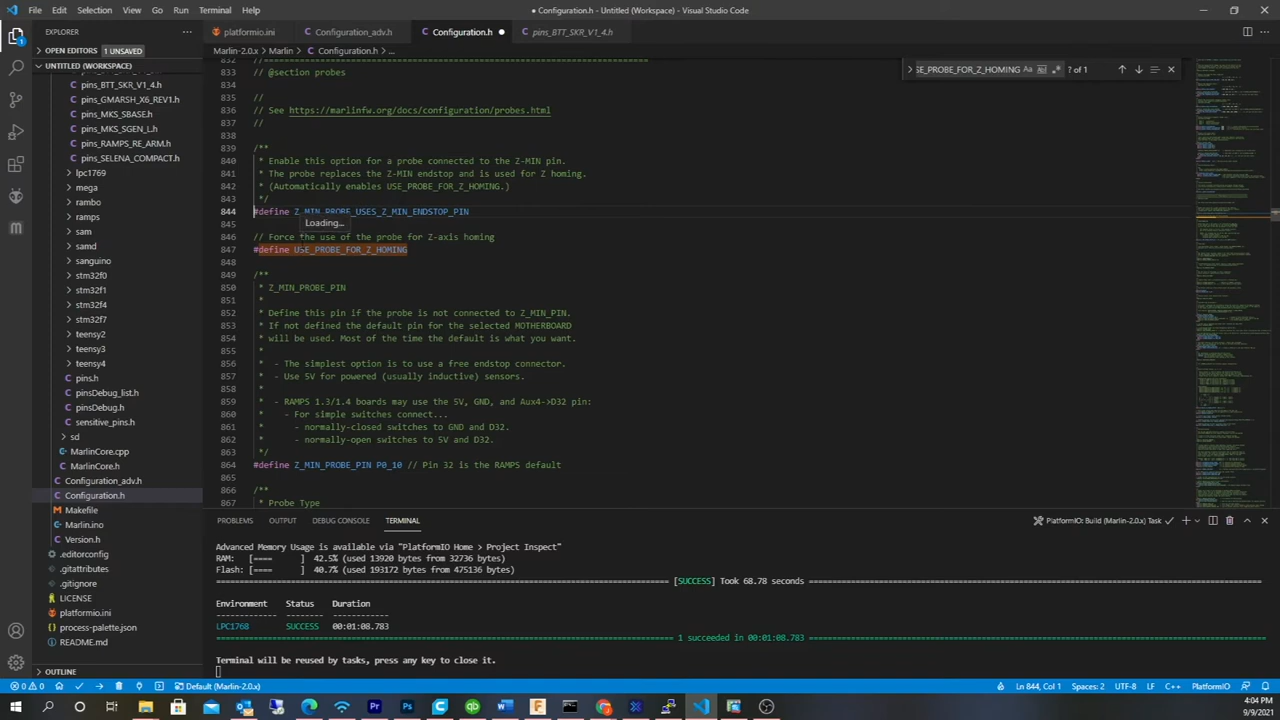 File Edit Selection View Go Run Terminal Help
● Configuration.h - Untitled (Workspace) - Visual Studio Code
EXPLORER
OPEN EDITORS 1 UNSAVED
UNTITLED (WORKSPACE)
pins_BTT_SKR_V1_4.h
pins_GMARSH_X6_REV1.h
pins_MKS_SBASE.h
pins_MKS_SGEN_L.h
pins_RAMPS_RE_ARM.h
pins_SELENA_COMPACT.h
lpc1769
mega
rambo
ramps
sam
samd
sanguino
stm32f0
stm32f1
stm32f4
stm32f7
teensy2
teensy3
teensy4
pins.h
pinsDebug_list.h
pinsDebug.h
sensitive_pins.h
sd
MarlinCore.cpp
MarlinCore.h
Configuration_adv.h
Configuration.h
Makefile
Marlin.ino
Version.h
.editorconfig
.gitattributes
.gitignore
LICENSE
platformio.ini
process-palette.json
README.md
OUTLINE
platformio.ini Configuration_adv.h Configuration.h ● pins_BTT_SKR_V1_4.h
Marlin-2.0.x > Marlin > Configuration.h > ...
SE_PROBE_FOR_Z_HOMING ? of 1
832 //===========================================================================
833 // @section probes
834
835 //
836 // See https://marlinfw.org/docs/configuration/probes.html
837 //
838
839 /**
840 * Enable this option for a probe connected to the Z-MIN pin.
841 * The probe replaces the Z-MIN endstop and is used for Z homing.
842 * (Automatically enables USE_PROBE_FOR_Z_HOMING.)
843 */
844 #define Z_MIN_PROBE_USES_Z_MIN_ENDSTOP_PIN
Loading...
845
846 // Force the use of the probe for Z-axis homing
847 #define USE_PROBE_FOR_Z_HOMING
848
849 /**
850 * Z_MIN_PROBE_PIN
851 *
852 * Define this pin if the probe is not connected to Z_MIN_PIN.
853 * If not defined the default pin for the selected MOTHERBOARD
854 * will be used. Most of the time the default is what you want.
855 *
856 * - The simplest option is to use a free endstop connector.
857 * - Use 5V for powered (usually inductive) sensors.
858 *
859 * - RAMPS 1.3/1.4 boards may use the 5V, GND, and Aux4->D32 pin:
860 * - For simple switches connect...
861 * - normally-closed switches to GND and D32.
862 * - normally-open switches to 5V and D32.
863 */
864 #define Z_MIN_PROBE_PIN P0_10 // Pin 32 is the RAMPS default
865
866 /**
867 * Probe Type
PROBLEMS OUTPUT DEBUG CONSOLE TERMINAL
PlatformIO: Build (Marlin-2.0.x) Task
Advanced Memory Usage is available via "PlatformIO Home > Project Inspect"
RAM: [==== ] 42.5% (used 13920 bytes from 32736 bytes)
Flash: [==== ] 40.7% (used 193172 bytes from 475136 bytes)
[SUCCESS] Took 68.78 seconds
Environment Status Duration
LPC1768 SUCCESS 00:01:08.783
1 succeeded in 00:01:08.783
Terminal will be reused by tasks, press any key to close it.
0 0 Default (Marlin-2.0.x) Ln 844, Col 1 Spaces: 2 UTF-8 LF C++ PlatformIO
4:04 PM
9/9/2021